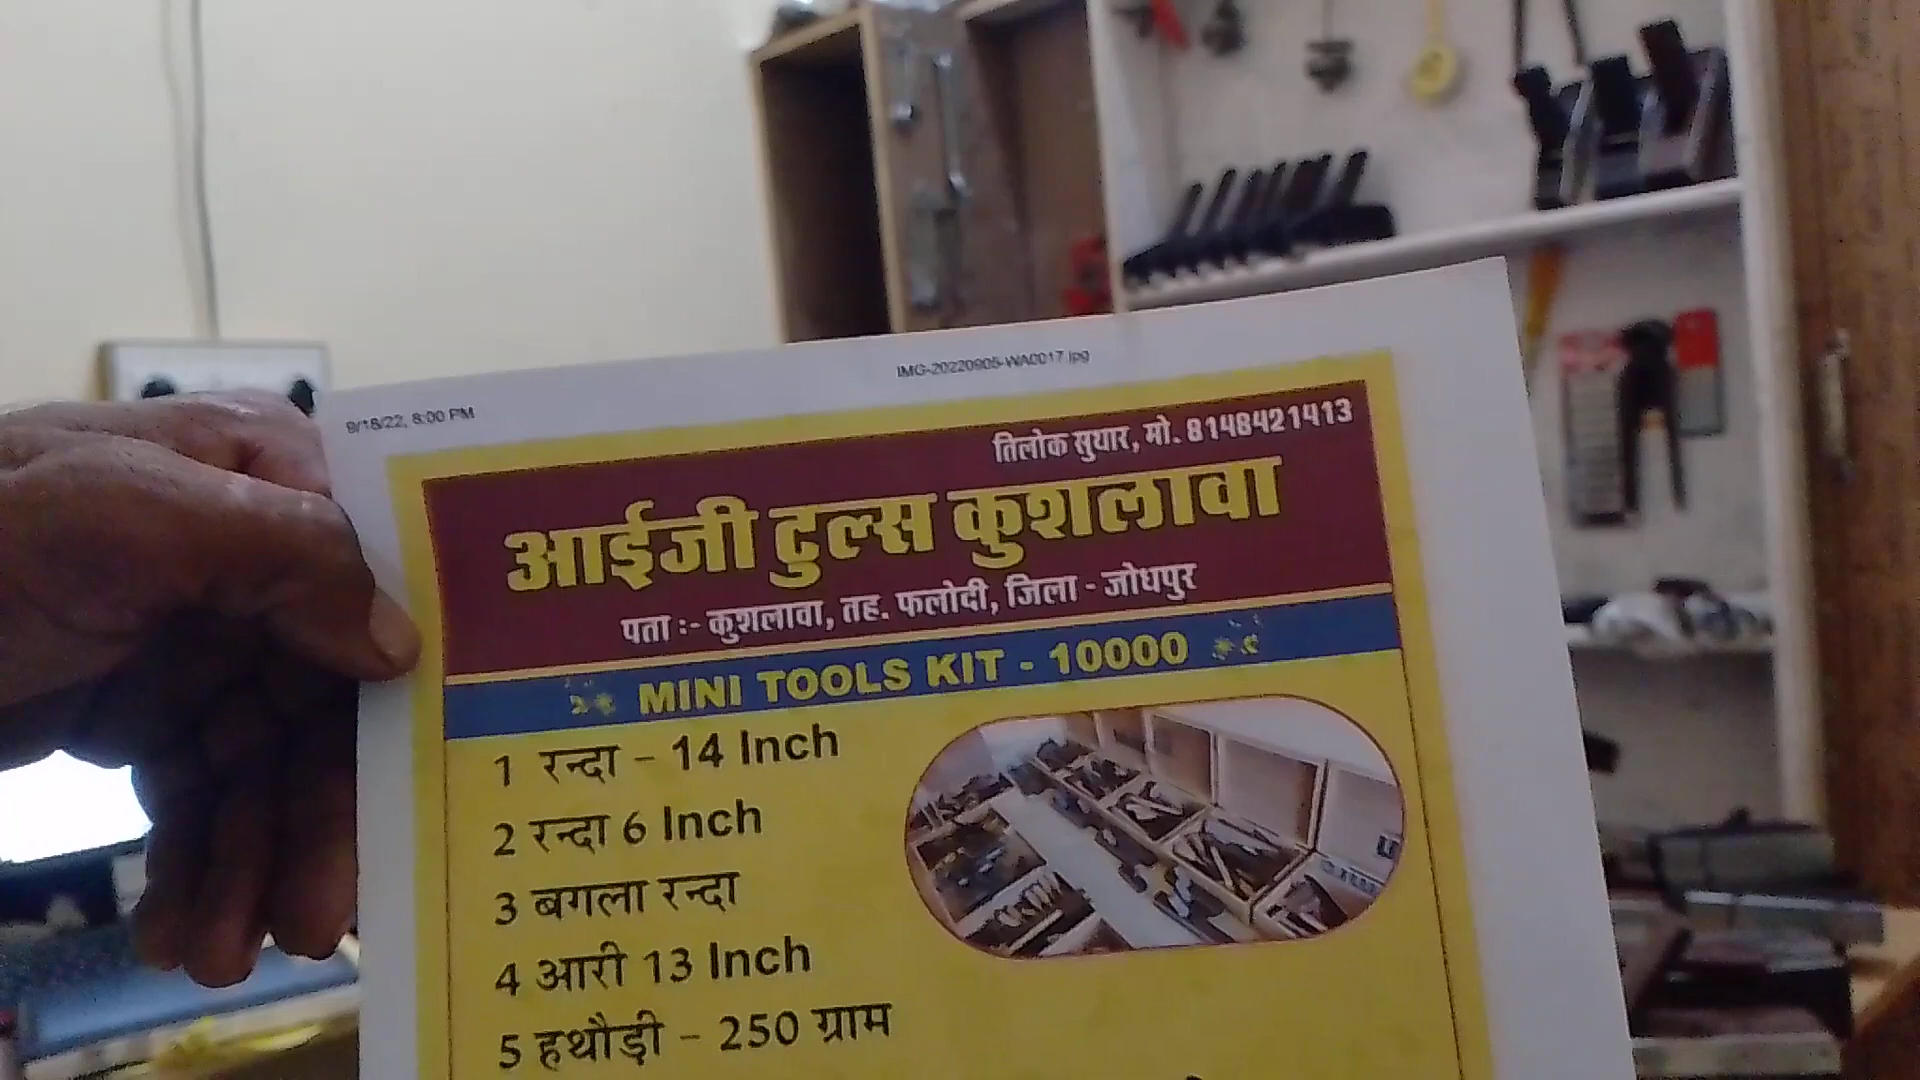 9/18/22, 8:00 PM
IMG-20220905-WA0017.jpg
तिलोक सुथार, मो. 8148421413
आईजी टुल्स कुशलावा
पता :- कुशलावा, तह. फलोदी, जिला - जोधपुर
MINI TOOLS KIT - 10000
1 रन्दा - 14 Inch
2 रन्दा 6 Inch
3 बगला रन्दा
4 आरी 13 Inch
5 हथौड़ी - 250 ग्राम